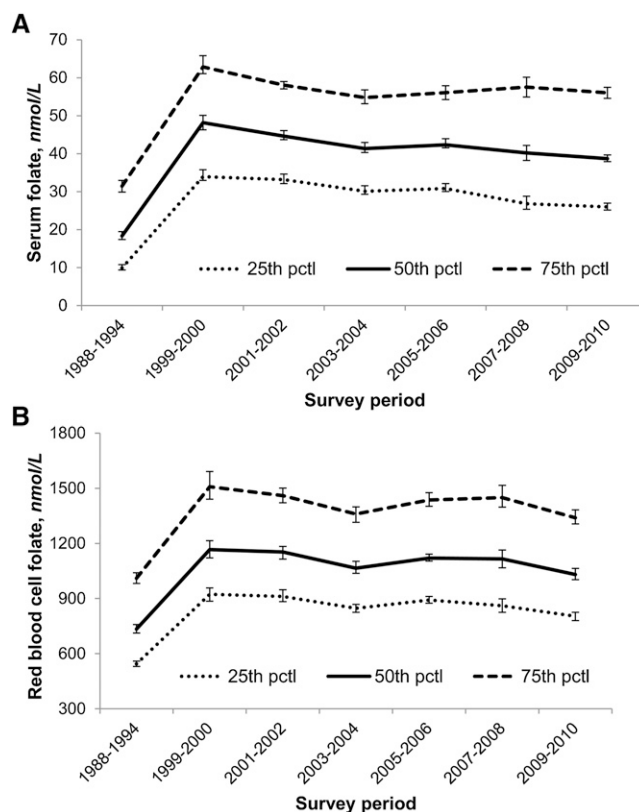 A
Serum folate, nmol/L
70
60
50
40
30
20
10
0
25th pctl 50th pctl 75th pctl
1988-1994 1999-2000 2001-2002 2003-2004 2005-2006 2007-2008 2009-2010
Survey period
B
Red blood cell folate, nmol/L
1800
1500
1200
900
600
300
25th pctl 50th pctl 75th pctl
1988-1994 1999-2000 2001-2002 2003-2004 2005-2006 2007-2008 2009-2010
Survey period